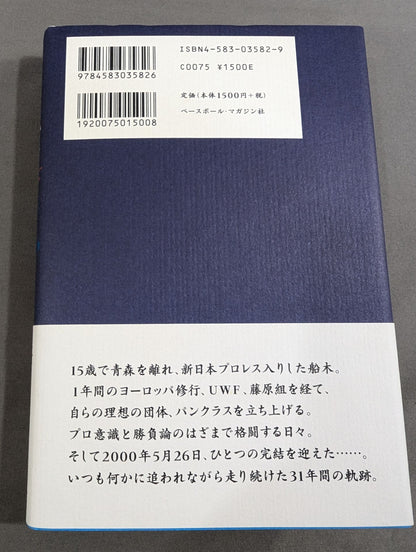 ISBN4-583-03582-9
C0075 ¥1500E
9784583035826
定価（本体1500円＋税）
ベースボール・マガジン社
1920075015008
15歳で青森を離れ、新日本プロレス入りした船木。
1年間のヨーロッパ修行、UWF、藤原組を経て、
自らの理想の団体、パンクラスを立ち上げる。
プロ意識と勝負論のはざまで格闘する日々。
そして2000年5月26日、ひとつの完結を迎えた……。
いつも何かに追われながら走り続けた31年間の軌跡。